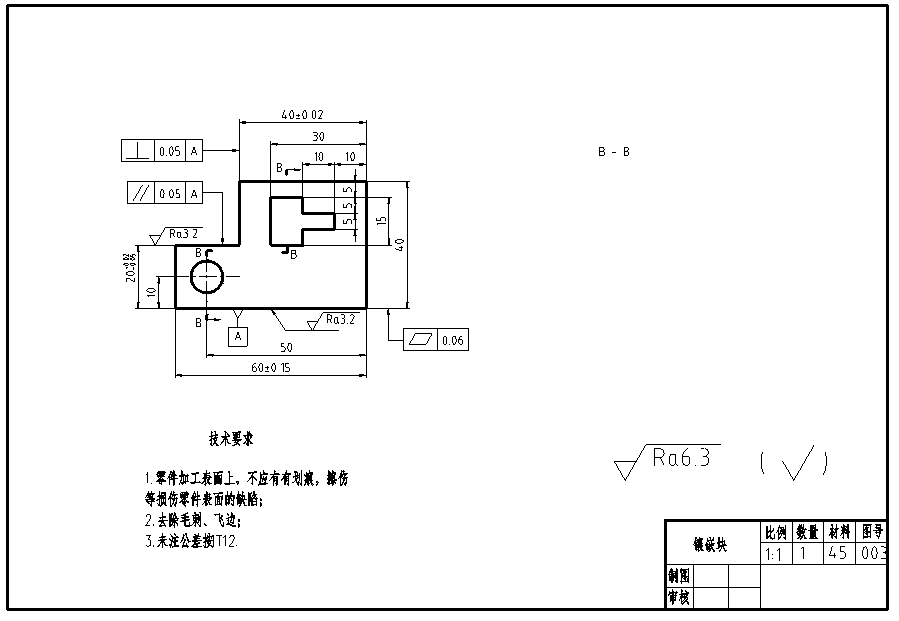 40±0.02
30
10 10
B
B - B
⊥ 0.05 A
// 0.05 A
5
5
5
15
40
Ra3.2
B
B
10
B
A
Ra3.2
0.06
50
60±0.15
技术要求
1.零件加工表面上，不应有有划痕，擦伤
等损伤零件表面的缺陷；
2.去除毛刺、飞边；
3.未注公差按IT12.
Ra6.3 (√)
镶嵌块 比例 数量 材料 图号
1:1 1 45 003
制图
审核